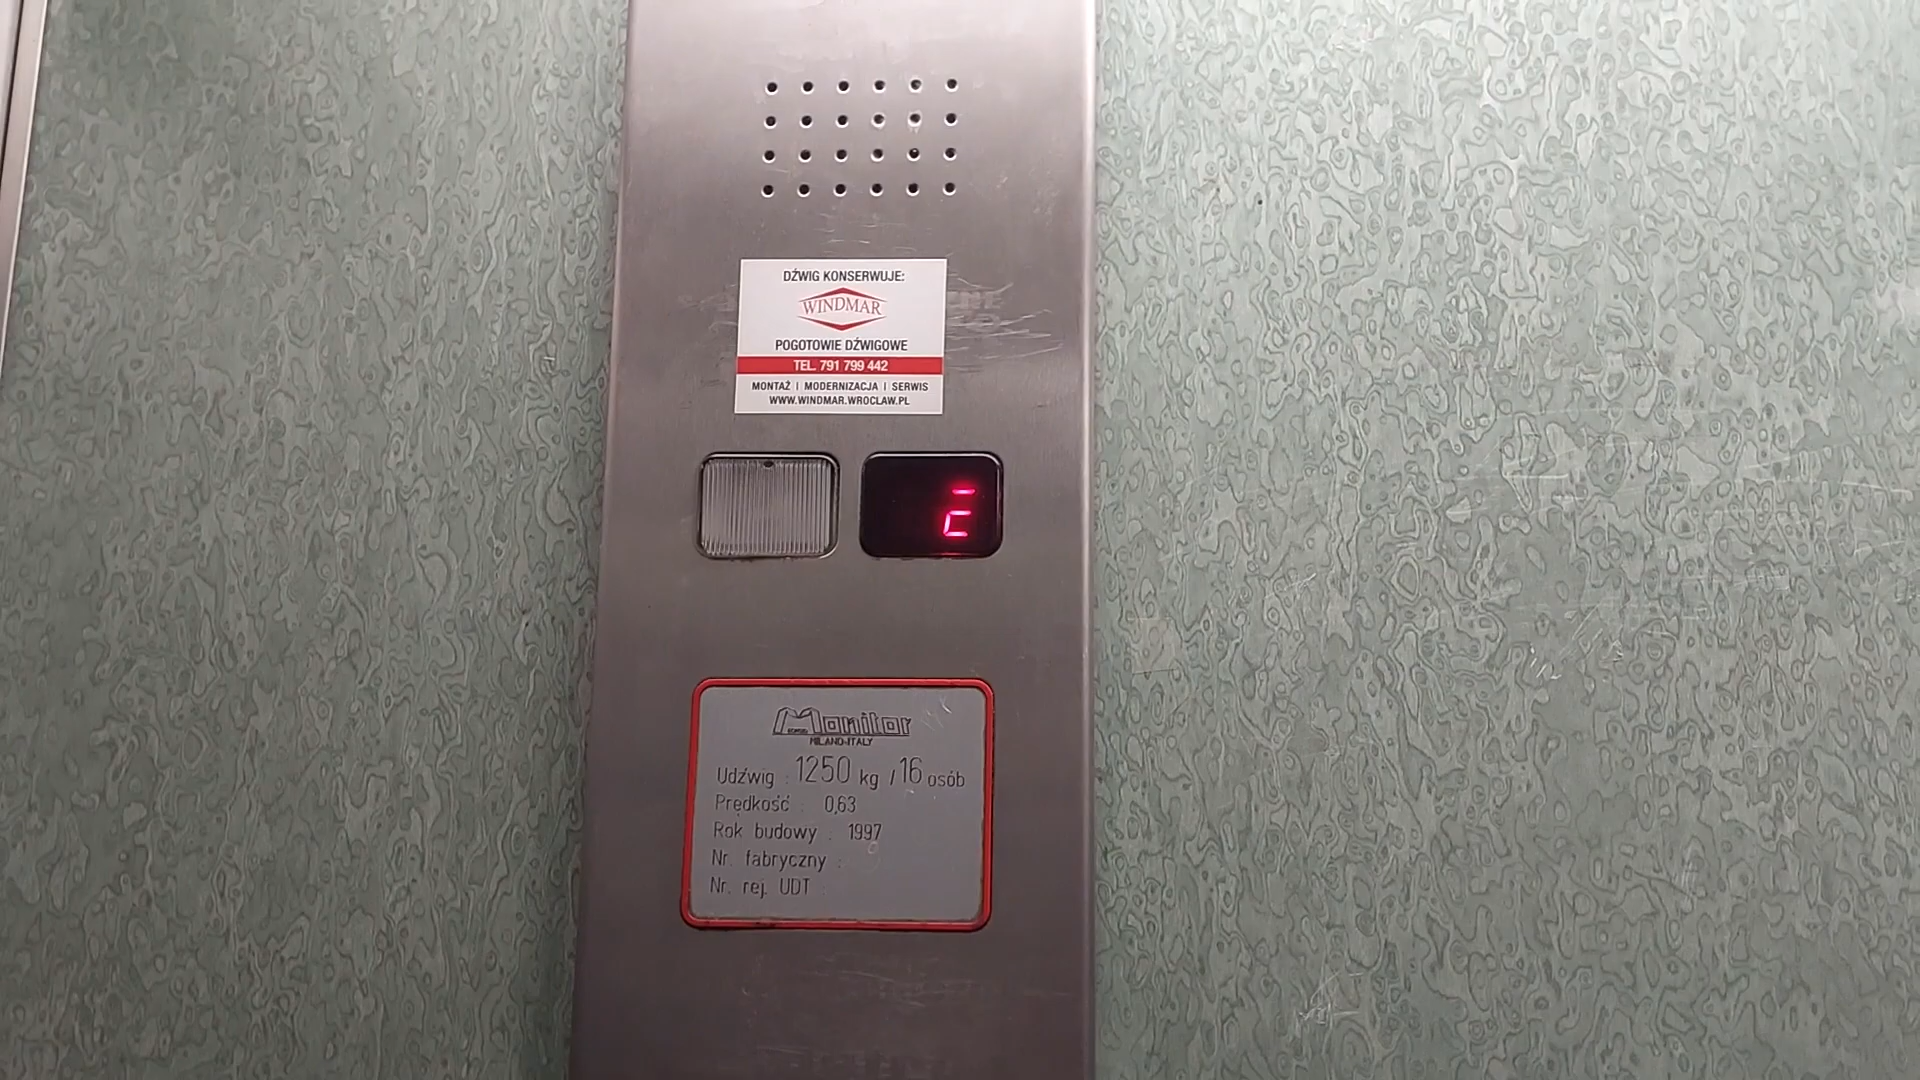 DŹWIG KONSERWUJE:
WINDMAR
POGOTOWIE DŹWIGOWE
TEL. 791 799 442
MONTAŻ | MODERNIZACJA | SERWIS
WWW.WINDMAR.WROCLAW.PL
Monitor
MILANO-ITALY
Udźwig : 1250 kg / 16 osób
Prędkość : 0,63
Rok budowy : 1997
Nr. fabryczny :
Nr. rej. UDT